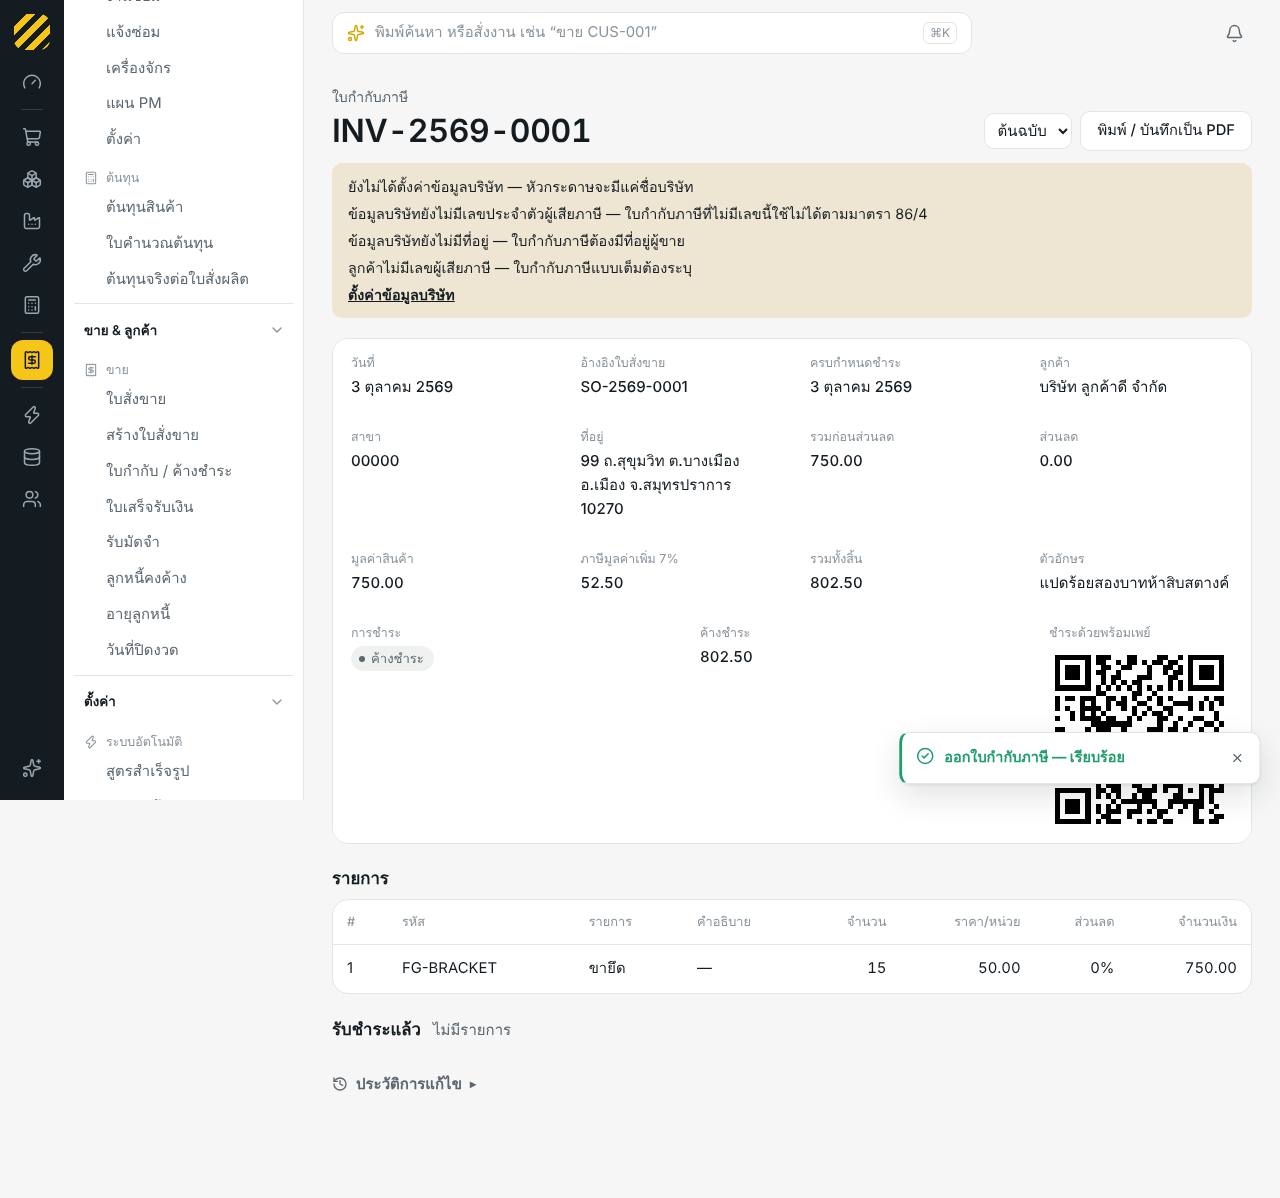 แจ้งซ่อม
เครื่องจักร
แผน PM
ตั้งค่า
ต้นทุน
ต้นทุนสินค้า
ใบคำนวณต้นทุน
ต้นทุนจริงต่อใบสั่งผลิต
ขาย & ลูกค้า
ขาย
ใบสั่งขาย
สร้างใบสั่งขาย
ใบกำกับ / ค้างชำระ
ใบเสร็จรับเงิน
รับมัดจำ
ลูกหนี้คงค้าง
อายุลูกหนี้
วันที่ปิดงวด
ตั้งค่า
ระบบอัตโนมัติ
สูตรสำเร็จรูป
พิมพ์ค้นหา หรือสั่งงาน เช่น “ขาย CUS-001” ⌘K
ใบกำกับภาษี
INV-2569-0001
ต้นฉบับ
พิมพ์ / บันทึกเป็น PDF
ยังไม่ได้ตั้งค่าข้อมูลบริษัท — หัวกระดาษจะมีแค่ชื่อบริษัท
ข้อมูลบริษัทยังไม่มีเลขประจำตัวผู้เสียภาษี — ใบกำกับภาษีที่ไม่มีเลขนี้ใช้ไม่ได้ตามมาตรา 86/4
ข้อมูลบริษัทยังไม่มีที่อยู่ — ใบกำกับภาษีต้องมีที่อยู่ผู้ขาย
ลูกค้าไม่มีเลขผู้เสียภาษี — ใบกำกับภาษีแบบเต็มต้องระบุ
ตั้งค่าข้อมูลบริษัท
วันที่ อ้างอิงใบสั่งขาย ครบกำหนดชำระ ลูกค้า
3 ตุลาคม 2569 SO-2569-0001 3 ตุลาคม 2569 บริษัท ลูกค้าดี จำกัด
สาขา ที่อยู่ รวมก่อนส่วนลด ส่วนลด
00000 99 ถ.สุขุมวิท ต.บางเมือง 750.00 0.00
อ.เมือง จ.สมุทรปราการ
10270
มูลค่าสินค้า ภาษีมูลค่าเพิ่ม 7% รวมทั้งสิ้น ตัวอักษร
750.00 52.50 802.50 แปดร้อยสองบาทห้าสิบสตางค์
การชำระ ค้างชำระ ชำระด้วยพร้อมเพย์
ค้างชำระ 802.50
ออกใบกำกับภาษี — เรียบร้อย
รายการ
# รหัส รายการ คำอธิบาย จำนวน ราคา/หน่วย ส่วนลด จำนวนเงิน
1 FG-BRACKET ขายึด — 15 50.00 0% 750.00
รับชำระแล้ว ไม่มีรายการ
ประวัติการแก้ไข